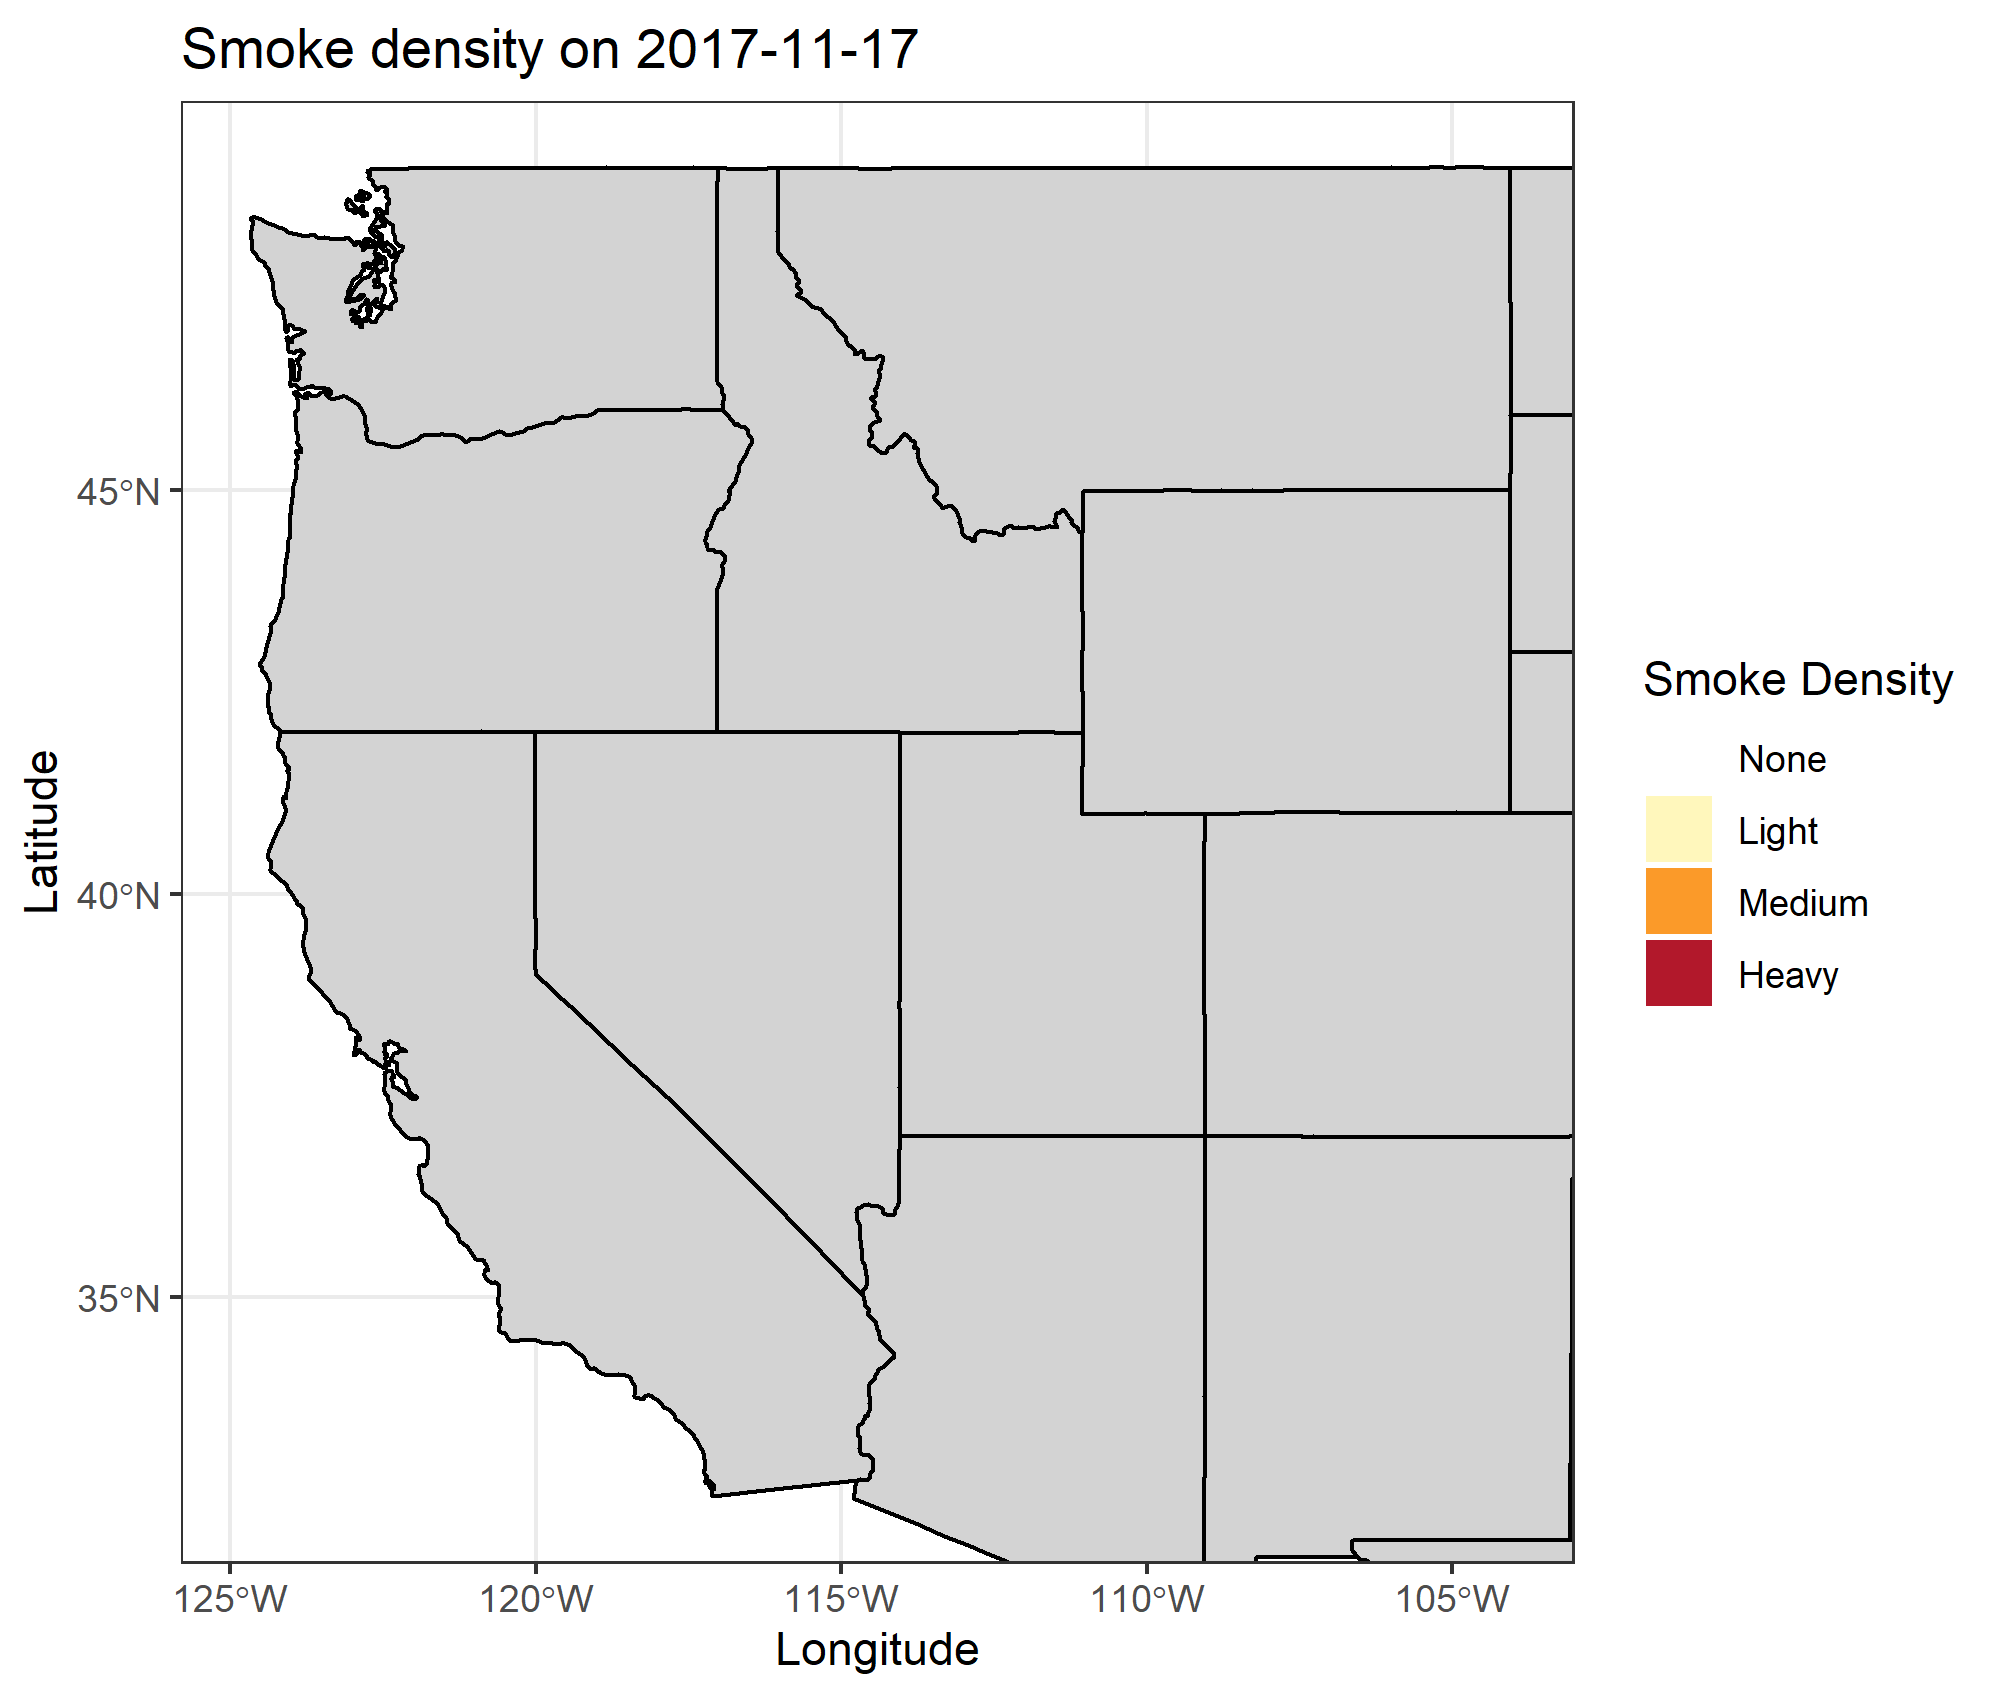 Smoke density on 2017-11-17
Latitude
45°N
40°N
35°N
125°W
120°W
115°W
110°W
105°W
Longitude
Smoke Density
None
Light
Medium
Heavy